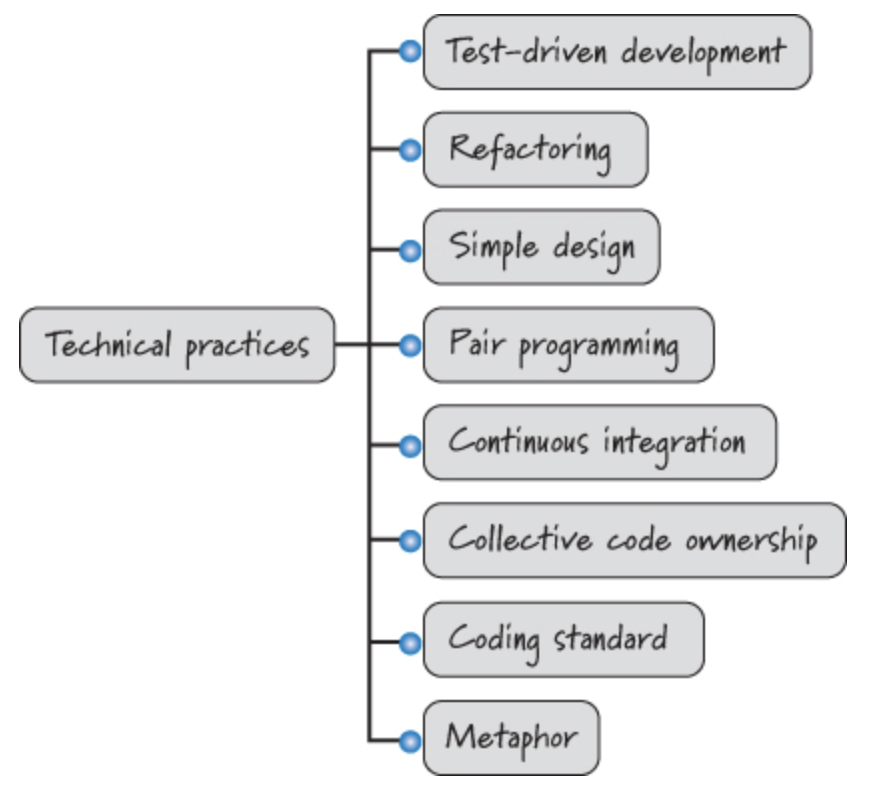 Test-driven development
Refactoring
Simple design
Technical practices
Pair programming
Continuous integration
Collective code ownership
Coding standard
Metaphor